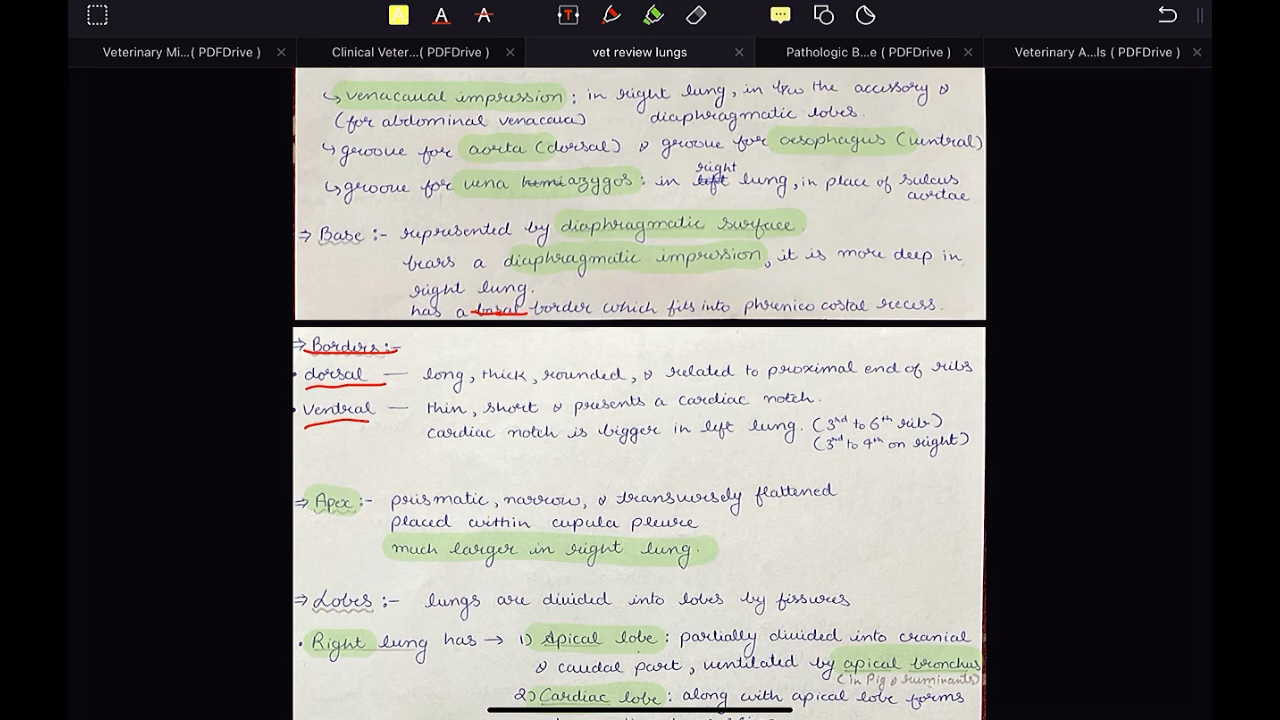 A A A T
Veterinary Mi...( PDFDrive ) × Clinical Veter...( PDFDrive ) × vet review lungs × Pathologic B...e ( PDFDrive ) × Veterinary A...ls ( PDFDrive ) ×
↳ venacaval impression : in right lung, in b/w the accessory &
(for abdominal venacava) diaphragmatic lobes.
↳ groove for aorta (dorsal) & groove for oesophagus (ventral)
right
↳ groove for vena hemiazygos : in left lung, in place of sulcus
aortae
⇒ Base :- represented by diaphragmatic surface.
bears a diaphragmatic impression, it is more deep in
right lung.
has a basal border which fits into phrenico costal recess.
⇒ Borders :-
• dorsal — long, thick, rounded, & related to proximal end of ribs
• ventral — thin, short & presents a cardiac notch.
cardiac notch is bigger in left lung. (3rd to 6th rib)
(3rd to 4th on right)
⇒ Apex :- prismatic, narrow, & transversely flattened
placed within cupula pleure
much larger in right lung.
⇒ Lobes :- lungs are divided into lobes by fissures
• Right lung has → 1) Apical lobe : partially divided into cranial
& caudal part, ventilated by apical bronchus
(in Pig & ruminants)
2) Cardiac lobe : along with apical lobe forms